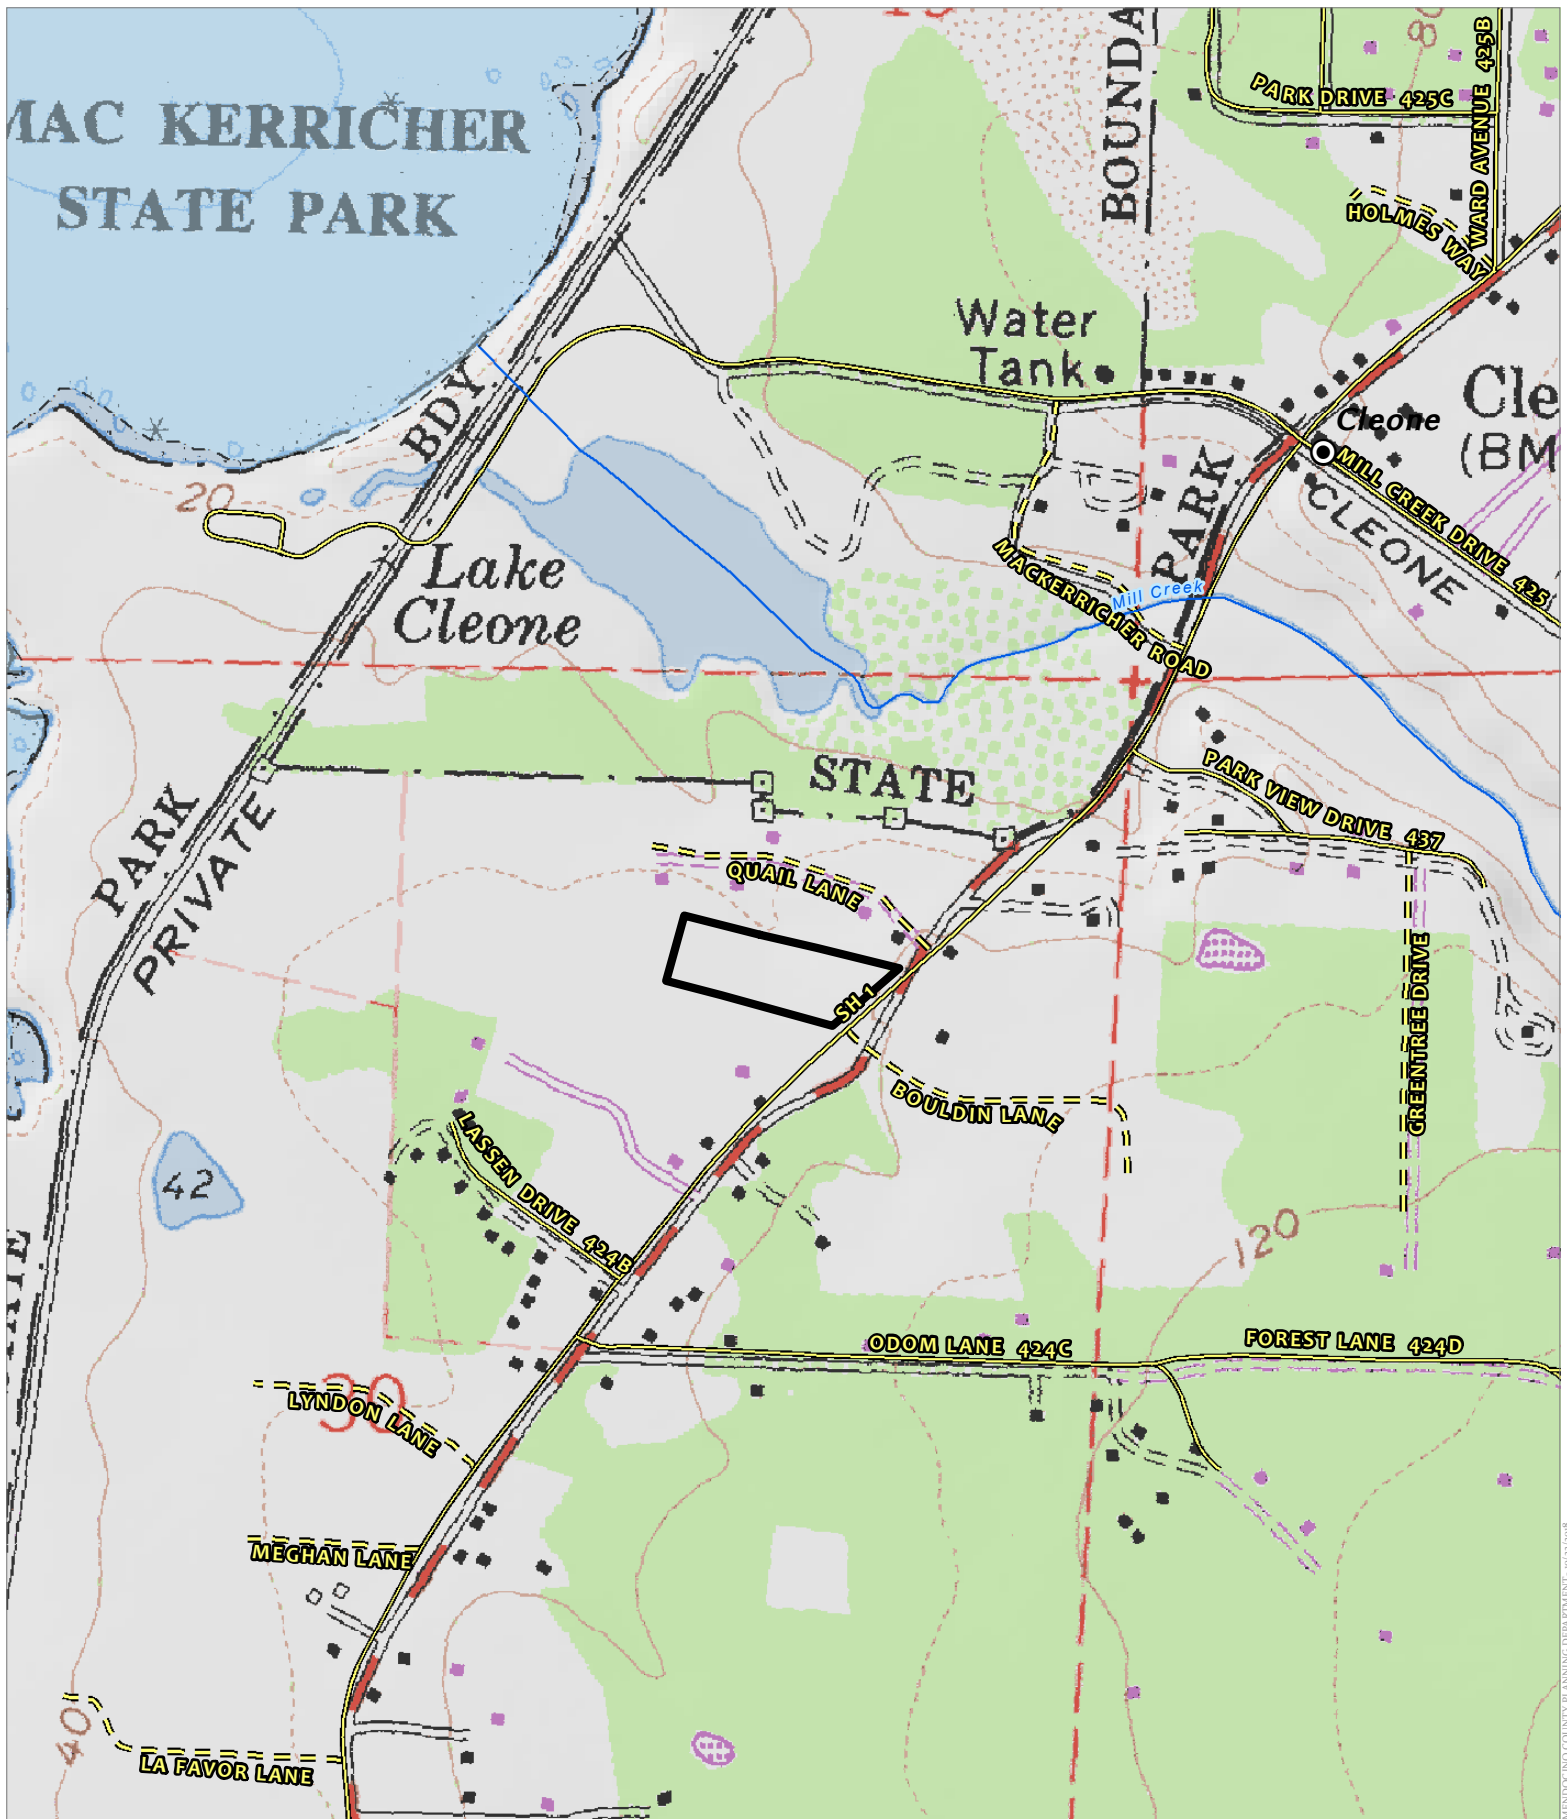 BOUNDA
80
PARK DRIVE 425C
WARD AVENUE 425B
MAC KERRICHER
STATE PARK
HOLMES WAY
Water
Tank
Cle
(BM
Cleone
BDY
PARK
MILL CREEK DRIVE 425
CLEONE
20
Lake
Cleone
MACKERRICHER ROAD
Mill Creek
STATE
PARK VIEW DRIVE 437
PARK
PRIVATE
QUAIL LANE
SH 1
GREENTREE DRIVE
BOULDIN LANE
LASSEN DRIVE 424B
42
120
ODOM LANE 424C
FOREST LANE 424D
30
LYNDON LANE
MEGHAN LANE
40
LA FAVOR LANE